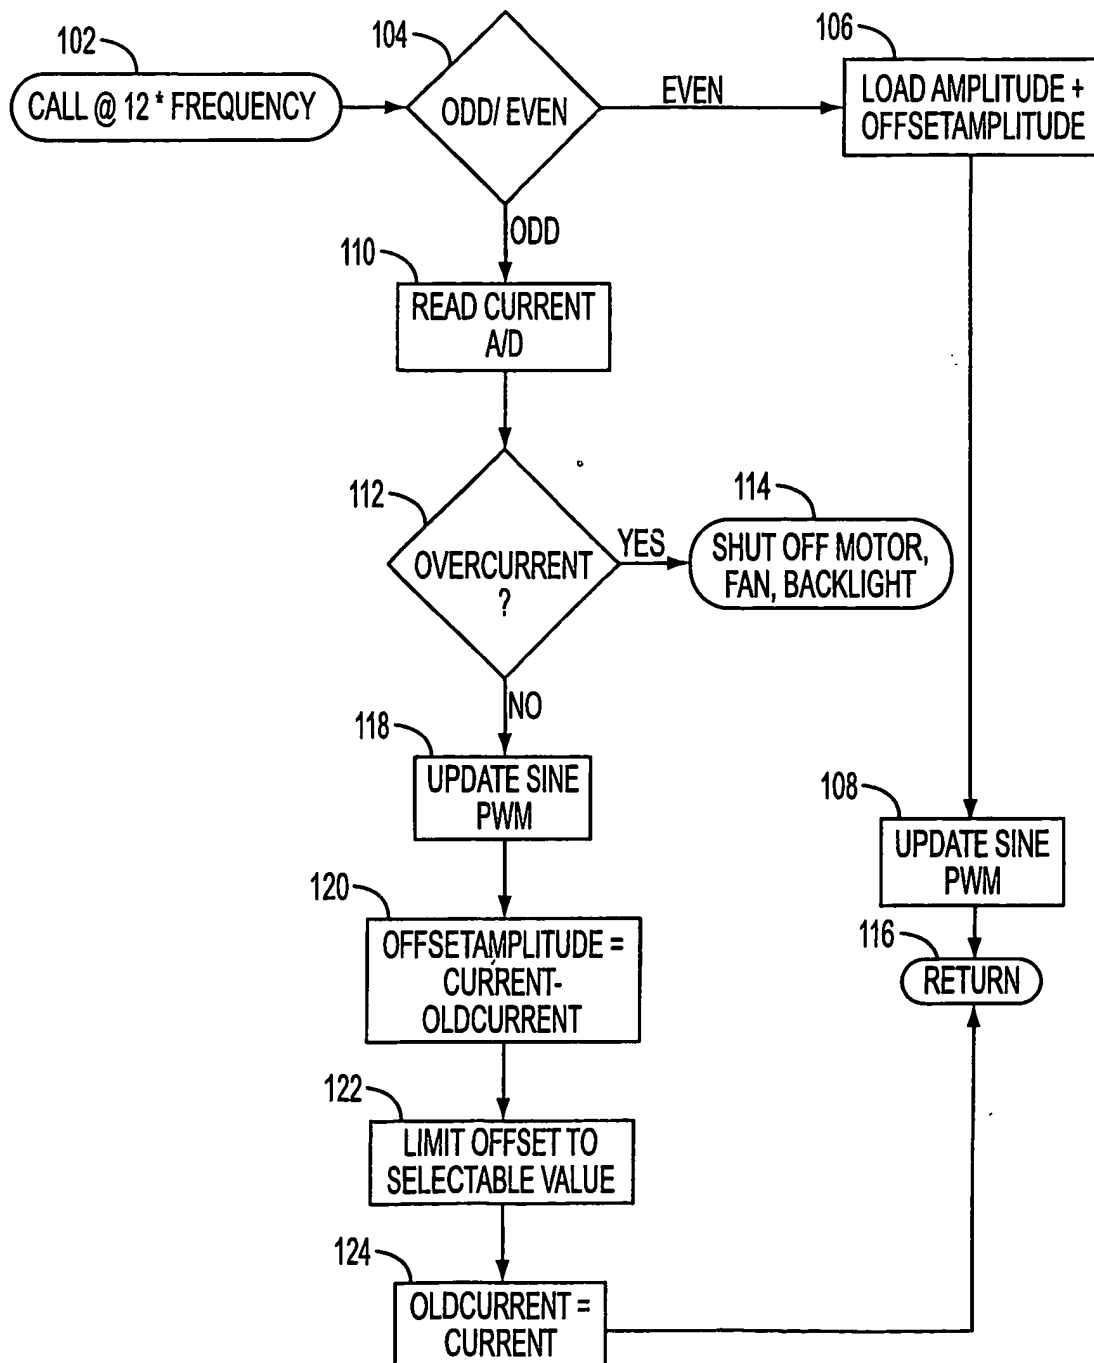 102
CALL @ 12 * FREQUENCY
104
ODD/ EVEN
EVEN
106
LOAD AMPLITUDE +
OFFSETAMPLITUDE
ODD
110
READ CURRENT
A/D
112
OVERCURRENT
?
YES
114
SHUT OFF MOTOR,
FAN, BACKLIGHT
NO
118
UPDATE SINE
PWM
108
UPDATE SINE
PWM
120
OFFSETAMPLITUDE =
CURRENT-
OLDCURRENT
116
RETURN
122
LIMIT OFFSET TO
SELECTABLE VALUE
124
OLDCURRENT =
CURRENT